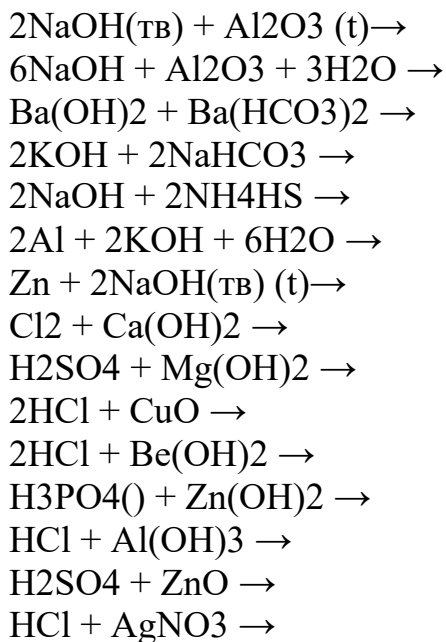 2NaOH(тв) + Al2O3 (t)→
6NaOH + Al2O3 + 3H2O →
Ba(OH)2 + Ba(HCO3)2 →
2KOH + 2NaHCO3 →
2NaOH + 2NH4HS →
2Al + 2KOH + 6H2O →
Zn + 2NaOH(тв) (t)→
Cl2 + Ca(OH)2 →
H2SO4 + Mg(OH)2 →
2HCl + CuO →
2HCl + Be(OH)2 →
H3PO4() + Zn(OH)2 →
HCl + Al(OH)3 →
H2SO4 + ZnO →
HCl + AgNO3 →